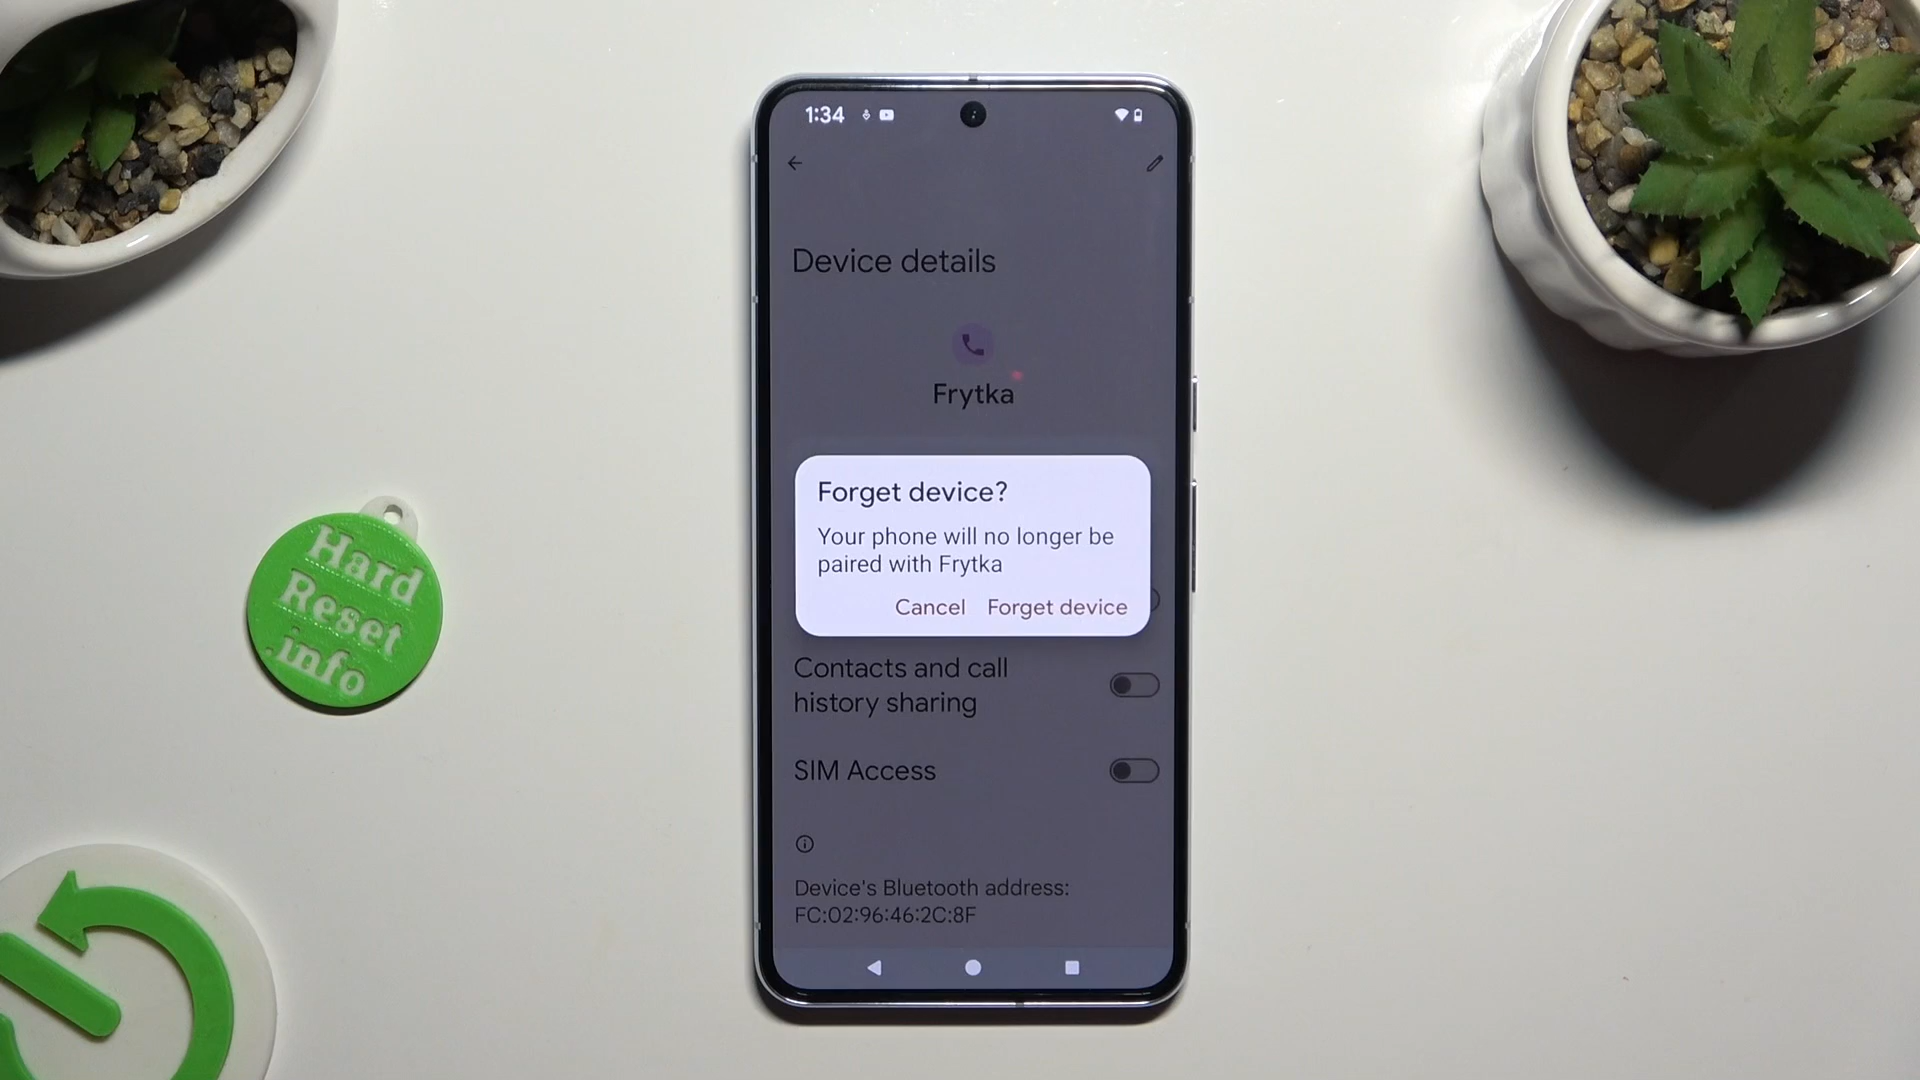 1:34
Device details
Frytka
Forget device?
Your phone will no longer be
paired with Frytka
Cancel Forget device
Contacts and call
history sharing
SIM Access
Device's Bluetooth address:
FC:02:96:46:2C:8F
Hard
Reset
.info